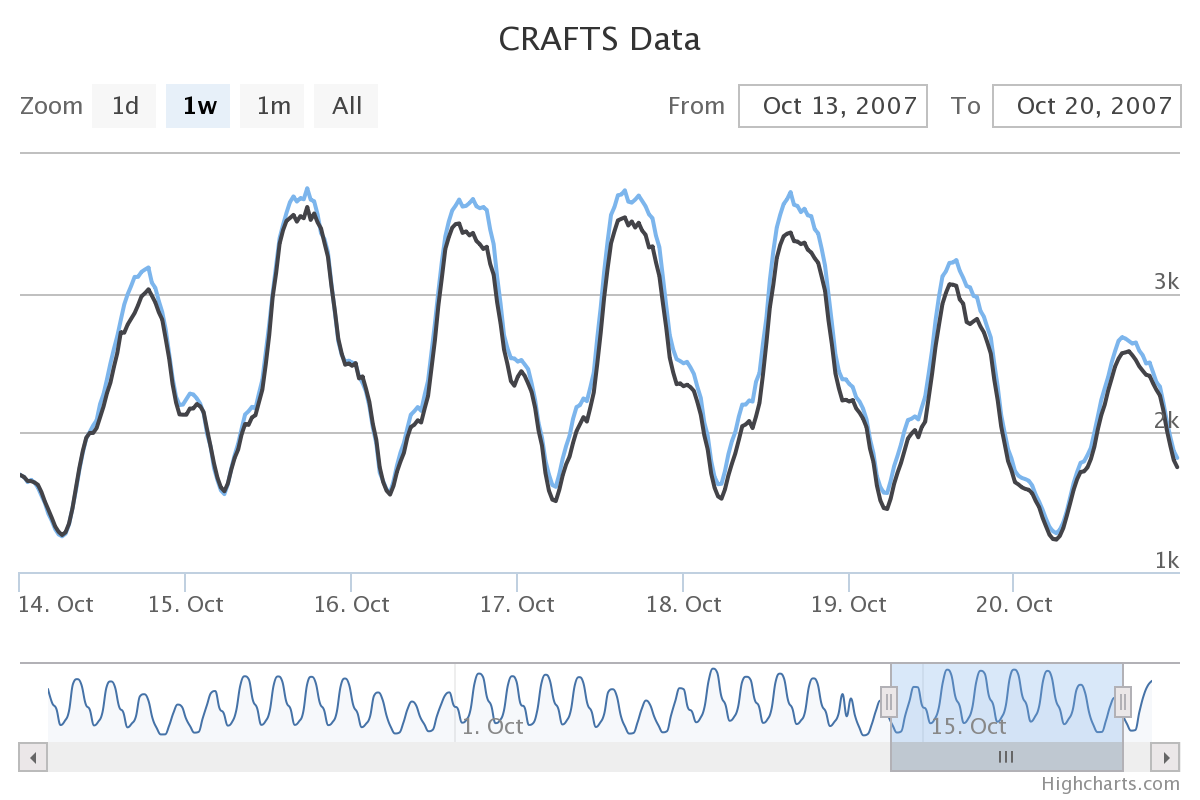 CRAFTS Data
Zoom 1d 1w 1m All From Oct 13, 2007 To Oct 20, 2007
3k
2k
1k
14. Oct 15. Oct 16. Oct 17. Oct 18. Oct 19. Oct 20. Oct
1. Oct 15. Oct
Highcharts.com